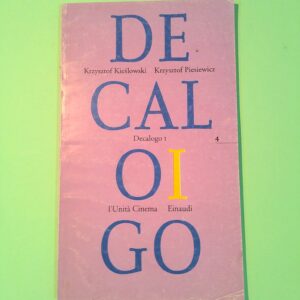 DE
Krzysztof Kieślowski Krzysztof Piesiewicz
CAL
Decalogo 1 4
OI
l'Unità Cinema Einaudi
GO